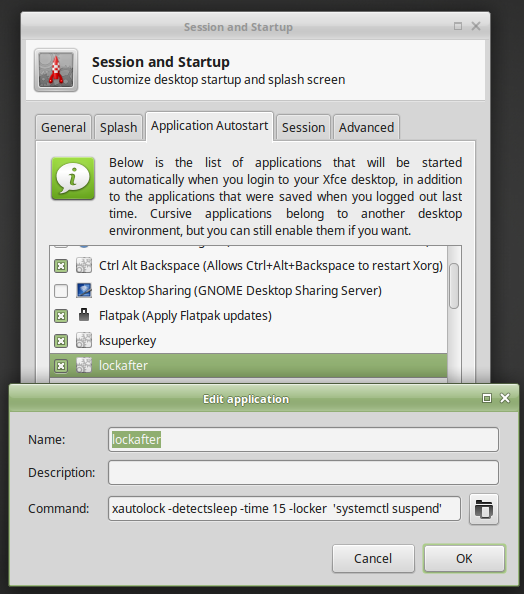 Session and Startup
Session and Startup
Customize desktop startup and splash screen
General Splash Application Autostart Session Advanced
Below is the list of applications that will be started
automatically when you login to your Xfce desktop, in addition
to the applications that were saved when you logged out last
time. Cursive applications belong to another desktop
environment, but you can still enable them if you want.
Ctrl Alt Backspace (Allows Ctrl+Alt+Backspace to restart Xorg)
Desktop Sharing (GNOME Desktop Sharing Server)
Flatpak (Apply Flatpak updates)
ksuperkey
lockafter
Edit application
Name: lockafter
Description:
Command: xautolock -detectsleep -time 15 -locker  'systemctl suspend'
Cancel OK